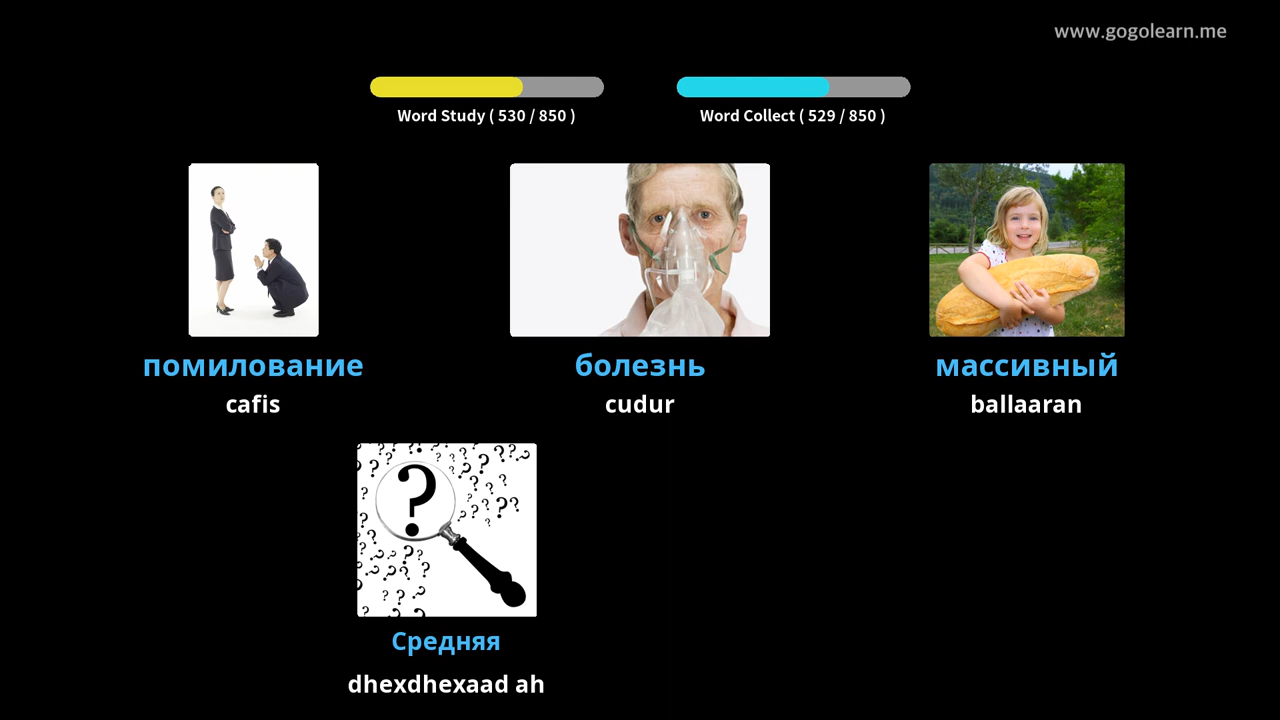 www.gogolearn.me
Word Study ( 530 / 850 )
Word Collect ( 529 / 850 )
помилование
cafis
болезнь
cudur
массивный
ballaaran
Средняя
dhexdhexaad ah